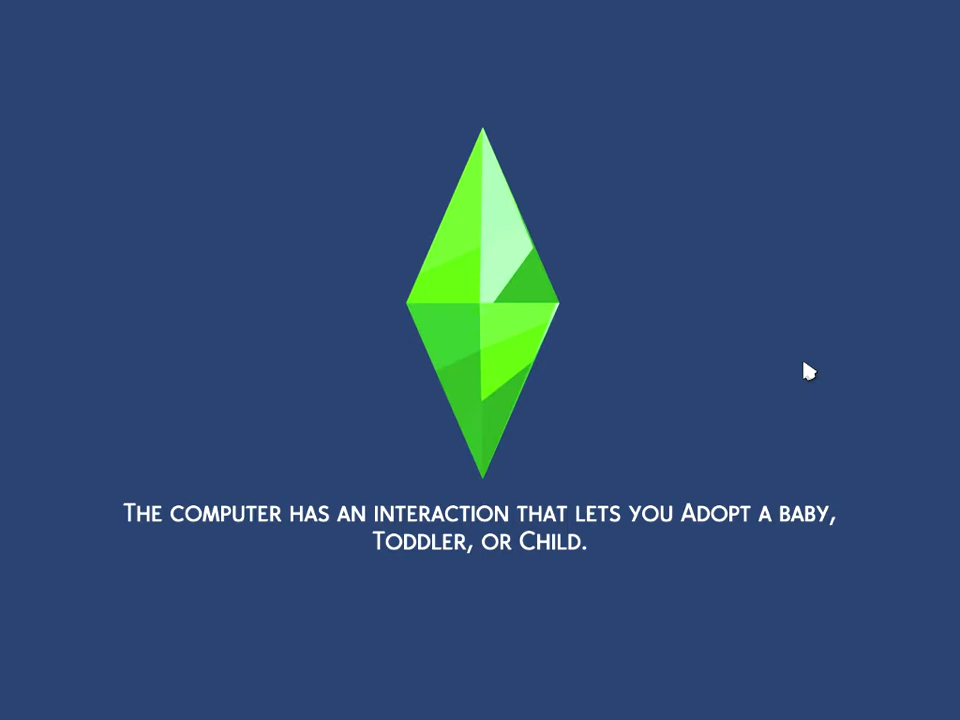 The computer has an interaction that lets you Adopt a baby,
Toddler, or Child.